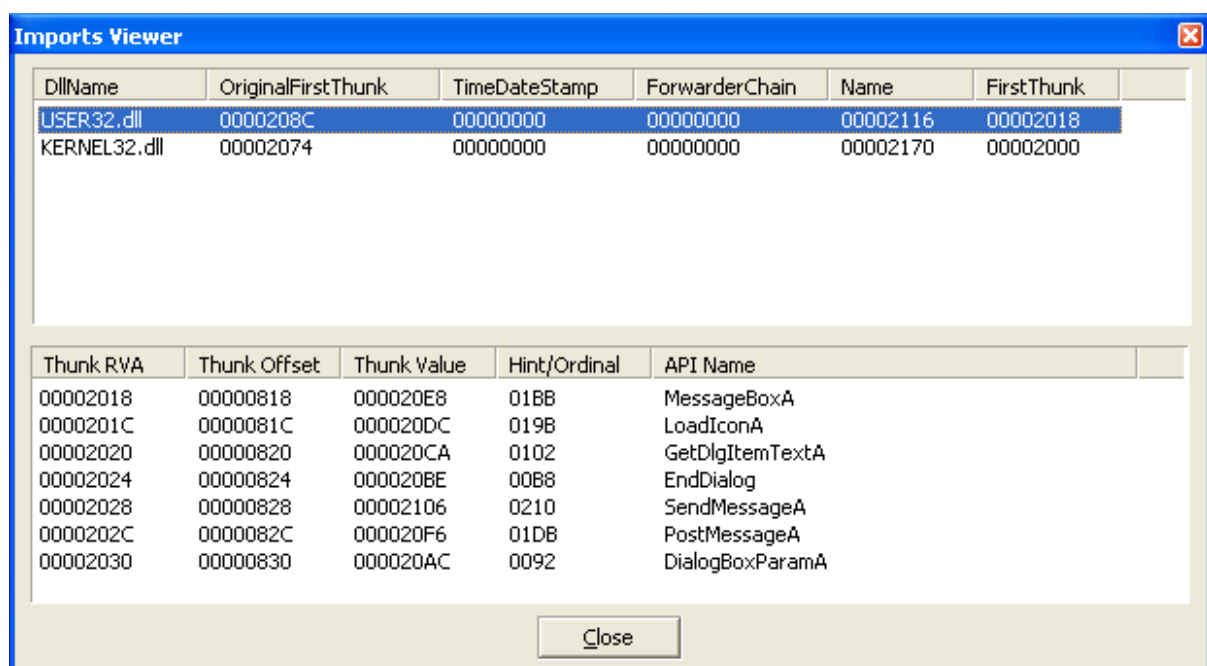 Imports Viewer
DllName OriginalFirstThunk TimeDateStamp ForwarderChain Name FirstThunk
USER32.dll 0000208C 00000000 00000000 00002116 00002018
KERNEL32.dll 00002074 00000000 00000000 00002170 00002000
Thunk RVA Thunk Offset Thunk Value Hint/Ordinal API Name
00002018 00000818 000020E8 01BB MessageBoxA
0000201C 0000081C 000020DC 019B LoadIconA
00002020 00000820 000020CA 0102 GetDlgItemTextA
00002024 00000824 000020BE 00B8 EndDialog
00002028 00000828 00002106 0210 SendMessageA
0000202C 0000082C 000020F6 01DB PostMessageA
00002030 00000830 000020AC 0092 DialogBoxParamA
Close